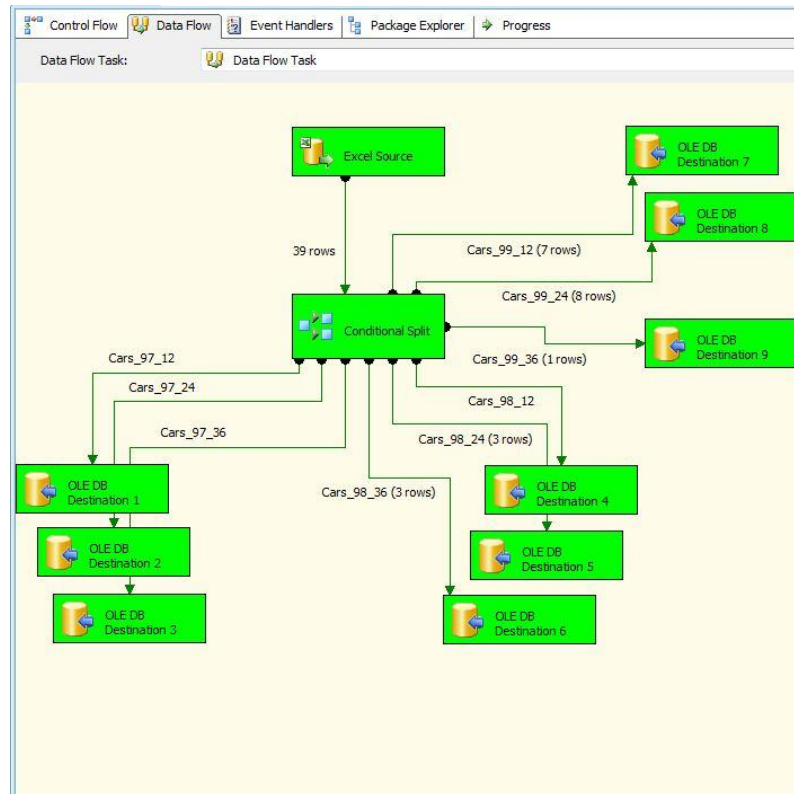 Control Flow
Data Flow
Event Handlers
Package Explorer
Progress
Data Flow Task:
Data Flow Task
Excel Source
OLE DB
Destination 7
OLE DB
Destination 8
39 rows
Cars_99_12 (7 rows)
Cars_99_24 (8 rows)
Conditional Split
OLE DB
Destination 9
Cars_99_36 (1 rows)
Cars_97_12
Cars_97_24
Cars_97_36
Cars_98_12
Cars_98_24 (3 rows)
Cars_98_36 (3 rows)
OLE DB
Destination 1
OLE DB
Destination 4
OLE DB
Destination 2
OLE DB
Destination 5
OLE DB
Destination 3
OLE DB
Destination 6